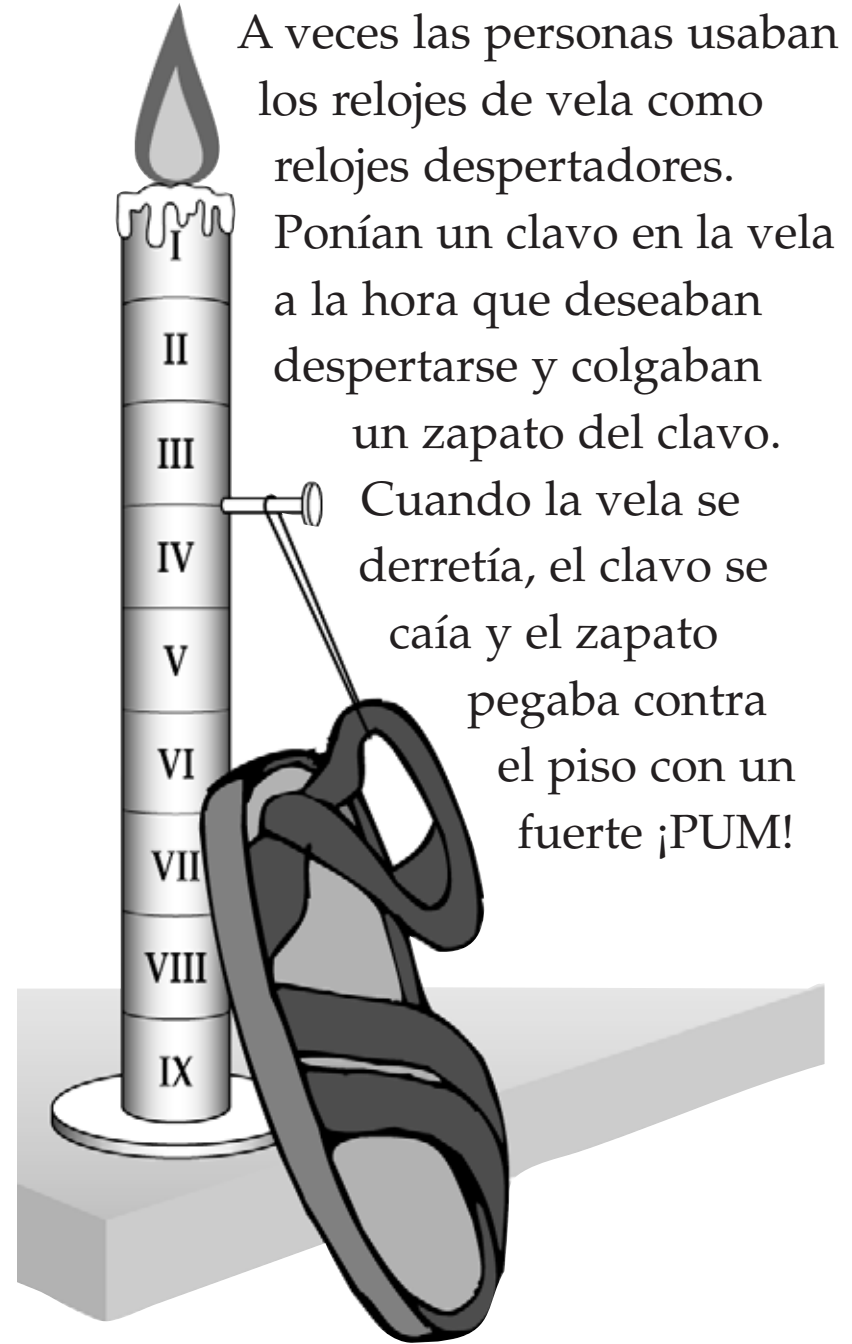 A veces las personas usaban
los relojes de vela como
relojes despertadores.
Ponían un clavo en la vela
a la hora que deseaban
despertarse y colgaban
un zapato del clavo.
Cuando la vela se
derretía, el clavo se
caía y el zapato
pegaba contra
el piso con un
fuerte ¡PUM!
I
II
III
IV
V
VI
VII
VIII
IX